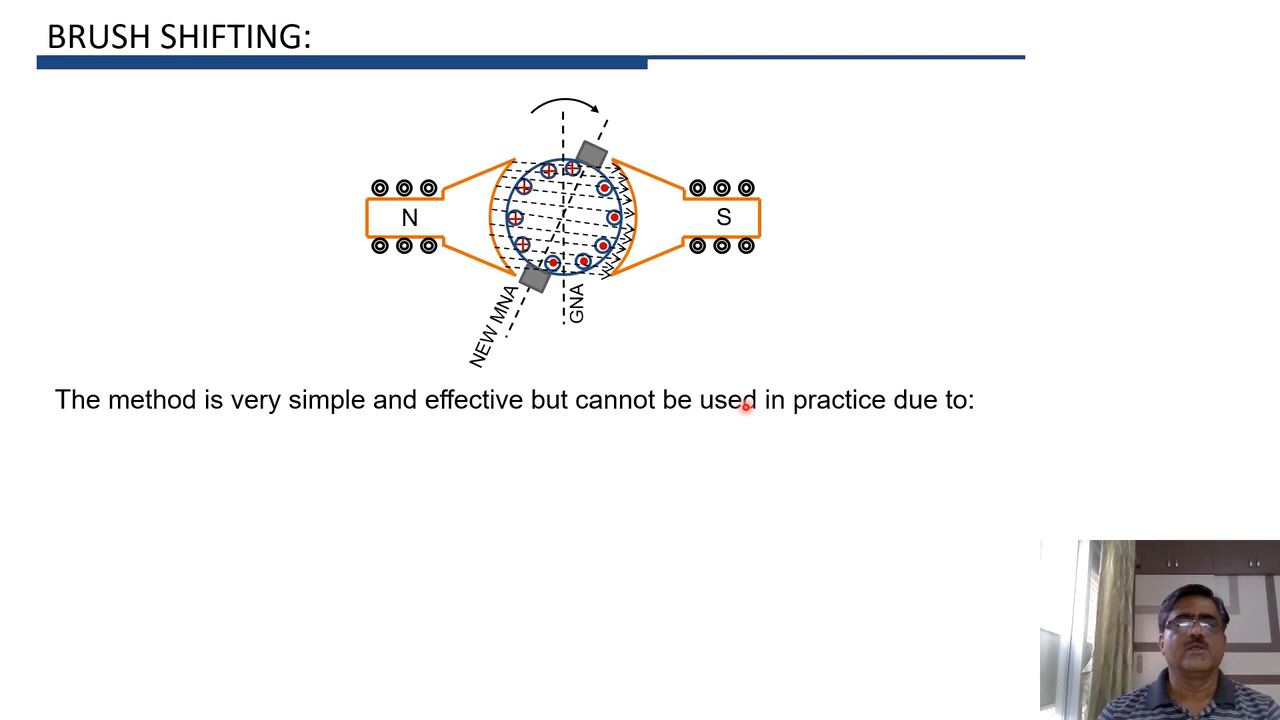 BRUSH SHIFTING:
N
S
NEW MNA
GNA
The method is very simple and effective but cannot be used in practice due to: